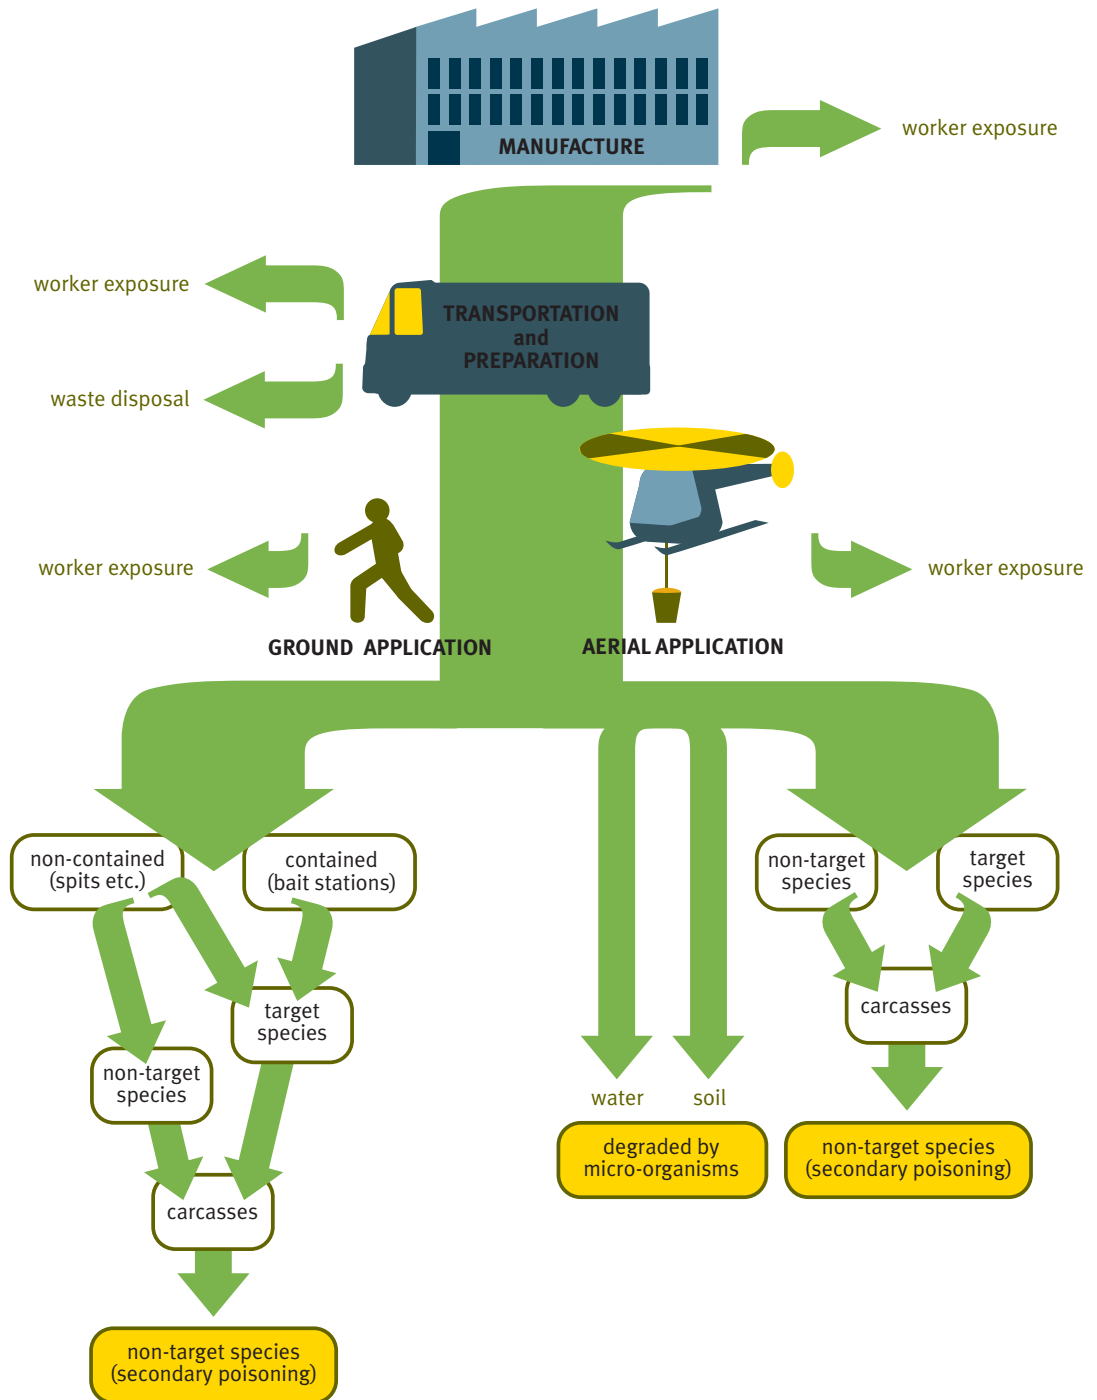 MANUFACTURE
worker exposure
worker exposure
TRANSPORTATION
and
PREPARATION
waste disposal
worker exposure
worker exposure
GROUND APPLICATION
AERIAL APPLICATION
non-contained
(spits etc.)
contained
(bait stations)
non-target
species
target
species
target
species
carcasses
non-target
species
water
soil
degraded by
micro-organisms
non-target species
(secondary poisoning)
carcasses
non-target species
(secondary poisoning)